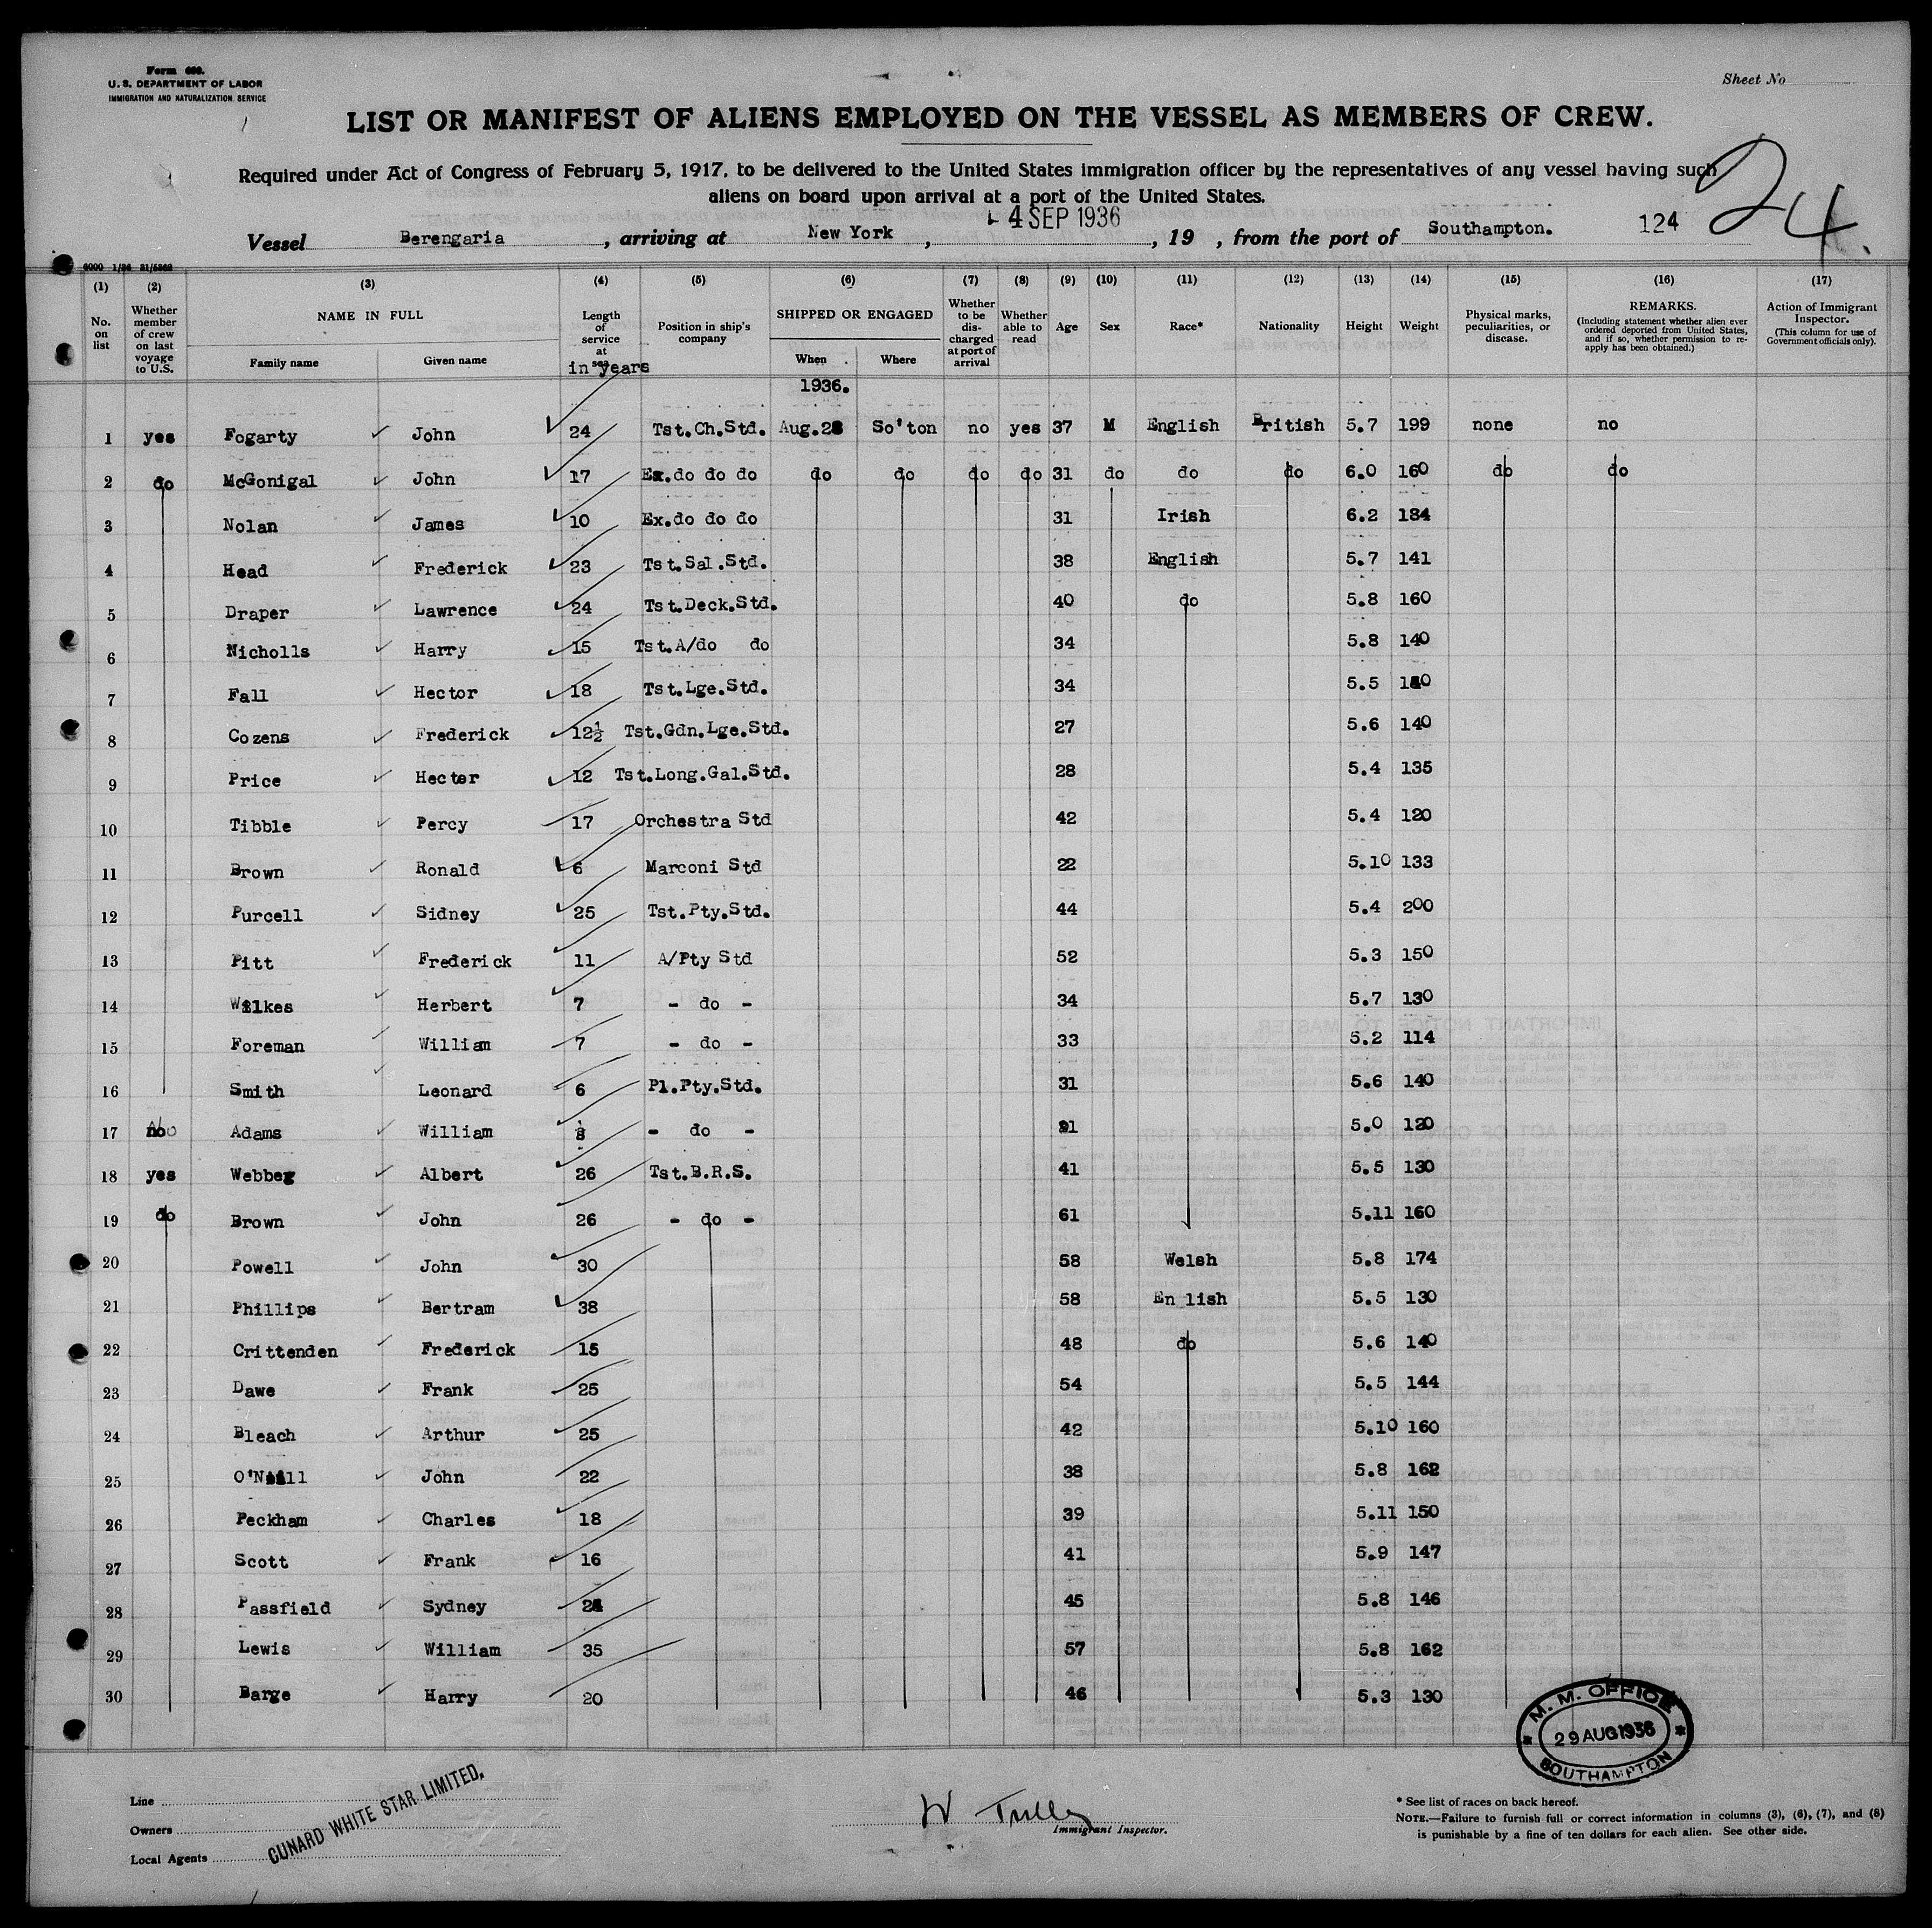 Form 689.
U. S. DEPARTMENT OF LABOR
IMMIGRATION AND NATURALIZATION SERVICE
Sheet No
LIST OR MANIFEST OF ALIENS EMPLOYED ON THE VESSEL AS MEMBERS OF CREW.
Required under Act of Congress of February 5, 1917, to be delivered to the United States immigration officer by the representatives of any vessel having such
aliens on board upon arrival at a port of the United States.
24.
Vessel Berengaria, arriving at New York, 4 SEP 1936, 19 , from the port of Southampton. 124
(1) (2) (3) (4) (5) (6) (7) (8) (9) (10) (11) (12) (13) (14) (15) (16) (17)
No. on list
Whether member of crew on last voyage to U.S.
NAME IN FULL
Family name Given name
Length of service at sea
in years
Position in ship's company
SHIPPED OR ENGAGED
When Where
Whether to be discharged at port of arrival
Whether able to read
Age
Sex
Race*
Nationality
Height
Weight
Physical marks, peculiarities, or disease.
REMARKS.
(Including statement whether alien ever ordered deported from United States, and if so, whether permission to re-apply has been obtained.)
Action of Immigrant Inspector.
(This column for use of Government officials only).
1936.
1 yes Fogarty John 24 Tst.Ch.Std. Aug.28 So'ton no yes 37 M English British 5.7 199 none no
2 do McGonigal John 17 Ex.do do do do do do do 31 do do do 6.0 160 do do
3 Nolan James 10 Ex.do do do 31 Irish 6.2 184
4 Head Frederick 23 Tst.Sal.Std. 38 English 5.7 141
5 Draper Lawrence 24 Tst.Deck.Std. 40 do 5.8 160
6 Nicholls Harry 15 Tst.A/do do 34 5.8 140
7 Fall Hector 18 Tst.Lge.Std. 34 5.5
8 Cozens Frederick 12½ Tst.Gdn.Lge.Std. 27 5.6 140
9 Price Hector 12 Tst.Long.Gal.Std. 28 5.4 135
10 Tibble Percy 17 Orchestra Std 42 5.4 120
11 Brown Ronald 6 Marconi Std 22 5.10 133
12 Purcell Sidney 25 Tst.Pty.Std. 44 5.4 200
13 Pitt Frederick 11 A/Pty Std 52 5.3 150
14 Wilkes Herbert 7 - do - 34 5.7 130
15 Foreman William 7 - do - 33 5.2 114
16 Smith Leonard 6 Pl.Pty.Std. 31 5.6 140
17 no Adams William - do - 21 5.0 120
18 yes Webber Albert 26 Tst.B.R.S. 41 5.5 130
19 do Brown John 26 - do - 61 5.11 160
20 Powell John 30 58 Welsh 5.8 174
21 Phillips Bertram 38 58 En lish 5.5 130
22 Crittenden Frederick 15 48 do 5.6 140
23 Dawe Frank 25 54 5.5 144
24 Bleach Arthur 25 42 5.10 160
25 O'Neill John 22 38 5.8 162
26 Peckham Charles 18 39 5.11 150
27 Scott Frank 16 41 5.9 147
28 Passfield Sydney 45 5.8 146
29 Lewis William 35 57 5.8 162
30 Barge Harry 20 46 5.3 130
M. M. OFFICE
29 AUG 1936
SOUTHAMPTON
Line
Owners
Local Agents
CUNARD WHITE STAR LIMITED.
W Tully
Immigrant Inspector.
* See list of races on back hereof.
NOTE.—Failure to furnish full or correct information in columns (3), (6), (7), and (8)
is punishable by a fine of ten dollars for each alien. See other side.